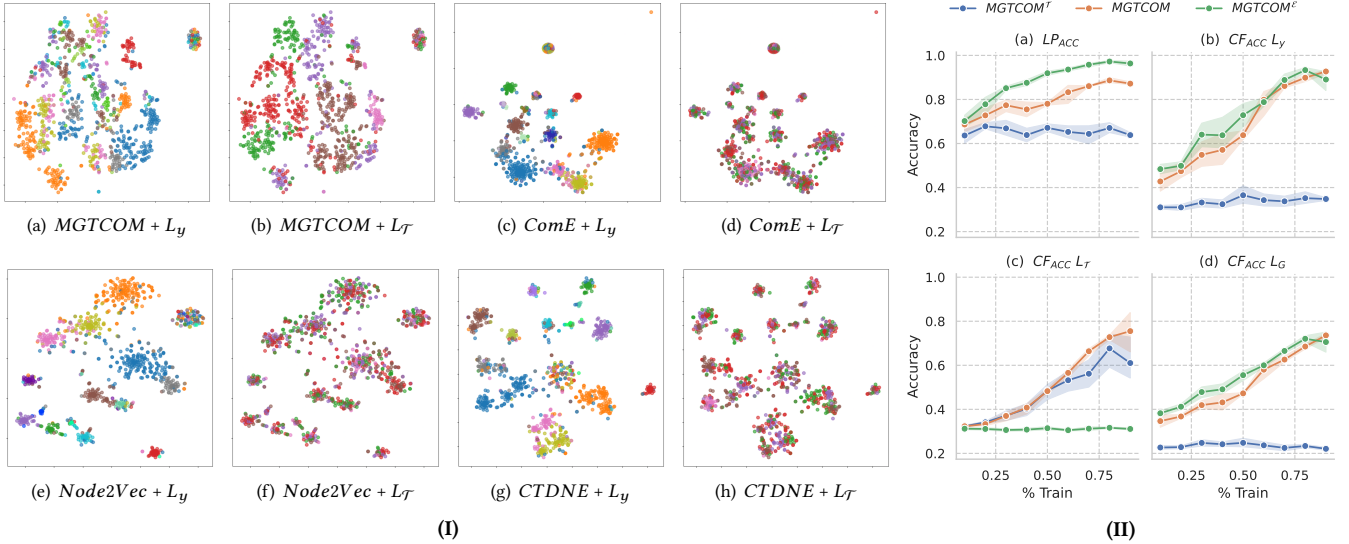 MGTCOM^𝒯 MGTCOM MGTCOM^ℰ
(a) LP_ACC
(b) CF_ACC L_y
1.0
0.8
0.6
0.4
0.2
Accuracy
(a) MGTCOM + L_y
(b) MGTCOM + L_𝒯
(c) ComE + L_y
(d) ComE + L_𝒯
(c) CF_ACC L_𝒯
(d) CF_ACC L_G
1.0
0.8
0.6
0.4
0.2
Accuracy
0.25 0.50 0.75
0.25 0.50 0.75
% Train
% Train
(e) Node2Vec + L_y
(f) Node2Vec + L_𝒯
(g) CTDNE + L_y
(h) CTDNE + L_𝒯
(I)
(II)